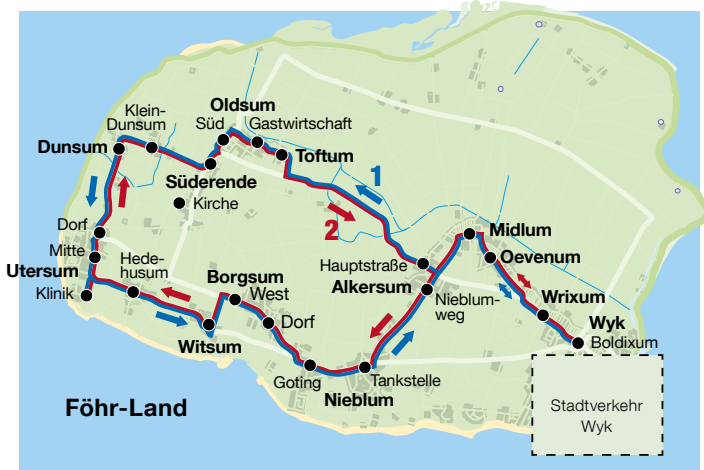 Oldsum
Süd
Gastwirtschaft
Klein-
Dunsum
Dunsum
Toftum
Süderende
Kirche
1
2
Dorf
Mitte
Utersum
Klinik
Hede-
husum
Borgsum
West
Dorf
Witsum
Goting
Nieblum
Tankstelle
Hauptstraße
Alkersum
Nieblum-
weg
Midlum
Oevenum
Wrixum
Wyk
Boldixum
Föhr-Land
Stadtverkehr
Wyk